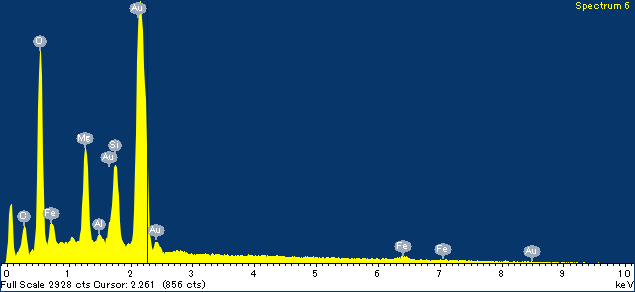 Spectrum 6
Au
O
Mg
Si
Au
C
Fe
Al
Au
Fe
Fe
Au
0 1 2 3 4 5 6 7 8 9 10
Full Scale 2928 cts Cursor: 2.261 (856 cts) keV